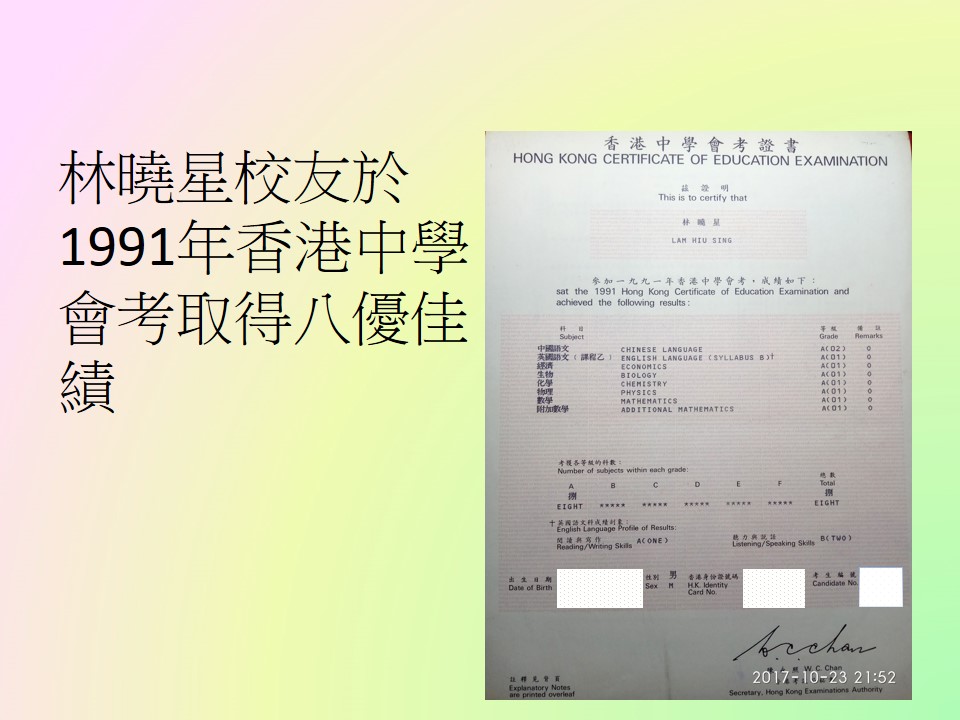 林曉星校友於
1991年香港中學
會考取得八優佳
績
香港中學會考證書
HONG KONG CERTIFICATE OF EDUCATION EXAMINATION
茲證明
This is to certify that
林曉星
LAM HIU SING
參加一九九一年香港中學會考，成績如下：
sat the 1991 Hong Kong Certificate of Education Examination and
achieved the following results :
科目 等級 備註
Subject Grade Remarks
中國語文 CHINESE LANGUAGE A(02) 0
英國語文（課程乙） ENGLISH LANGUAGE (SYLLABUS B)† A(01) 0
經濟 ECONOMICS A(01) 0
生物 BIOLOGY A(01) 0
化學 CHEMISTRY A(01) 0
物理 PHYSICS A(01) 0
數學 MATHEMATICS A(01) 0
附加數學 ADDITIONAL MATHEMATICS A(01) 0
考獲各等級的科數：
Number of subjects within each grade:
總數
A B C D E F Total
捌 捌
EIGHT ***** ***** ***** ***** ***** EIGHT
†英國語文科成績列表：
English Language Profile of Results:
閱讀與寫作 A(ONE) 聽力與說話 B(TWO)
Reading/Writing Skills Listening/Speaking Skills
出生日期 性別 男 香港身份證號碼 考生編號
Date of Birth Sex M H.K. Identity Candidate No.
Card No.
W. C. Chan
2017-10-23 21:52
Secretary, Hong Kong Examinations Authority
註釋見背頁
Explanatory Notes
are printed overleaf